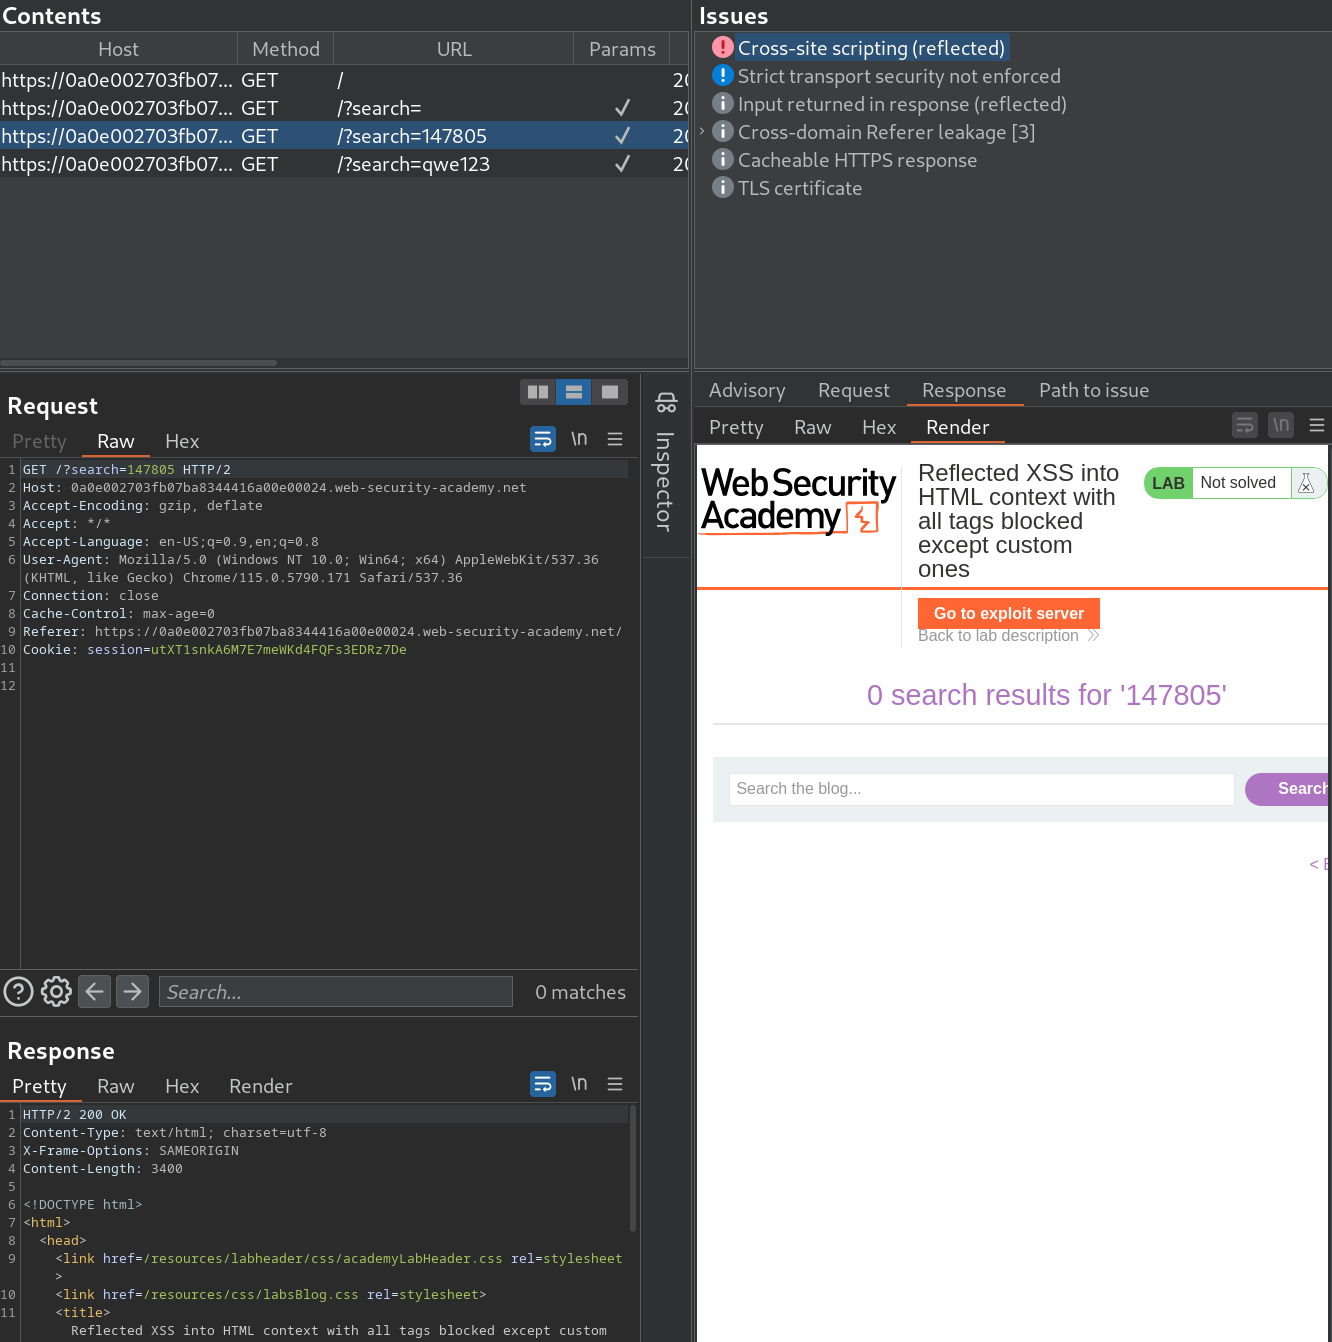 Contents
Host Method URL Params
https://0a0e002703fb07... GET / 20
https://0a0e002703fb07... GET /?search= ✓ 20
https://0a0e002703fb07... GET /?search=147805 ✓ 20
https://0a0e002703fb07... GET /?search=qwe123 ✓ 20
Issues
Cross-site scripting (reflected)
Strict transport security not enforced
Input returned in response (reflected)
Cross-domain Referer leakage [3]
Cacheable HTTPS response
TLS certificate
Request
Pretty Raw Hex \n
1 GET /?search=147805 HTTP/2
2 Host: 0a0e002703fb07ba8344416a00e00024.web-security-academy.net
3 Accept-Encoding: gzip, deflate
4 Accept: */*
5 Accept-Language: en-US;q=0.9,en;q=0.8
6 User-Agent: Mozilla/5.0 (Windows NT 10.0; Win64; x64) AppleWebKit/537.36
(KHTML, like Gecko) Chrome/115.0.5790.171 Safari/537.36
7 Connection: close
8 Cache-Control: max-age=0
9 Referer: https://0a0e002703fb07ba8344416a00e00024.web-security-academy.net/
10 Cookie: session=utXT1snkA6M7E7meWKd4FQFs3EDRz7De
11
12
Search...
0 matches
Response
Pretty Raw Hex Render \n
1 HTTP/2 200 OK
2 Content-Type: text/html; charset=utf-8
3 X-Frame-Options: SAMEORIGIN
4 Content-Length: 3400
5
6 <!DOCTYPE html>
7 <html>
8 <head>
9 <link href=/resources/labheader/css/academyLabHeader.css rel=stylesheet
>
10 <link href=/resources/css/labsBlog.css rel=stylesheet>
11 <title>
Reflected XSS into HTML context with all tags blocked except custom
Inspector
Advisory Request Response Path to issue
Pretty Raw Hex Render \n
Web Security
Academy
Reflected XSS into
HTML context with
all tags blocked
except custom
ones
LAB Not solved
Go to exploit server
Back to lab description
0 search results for '147805'
Search the blog...
Search
<